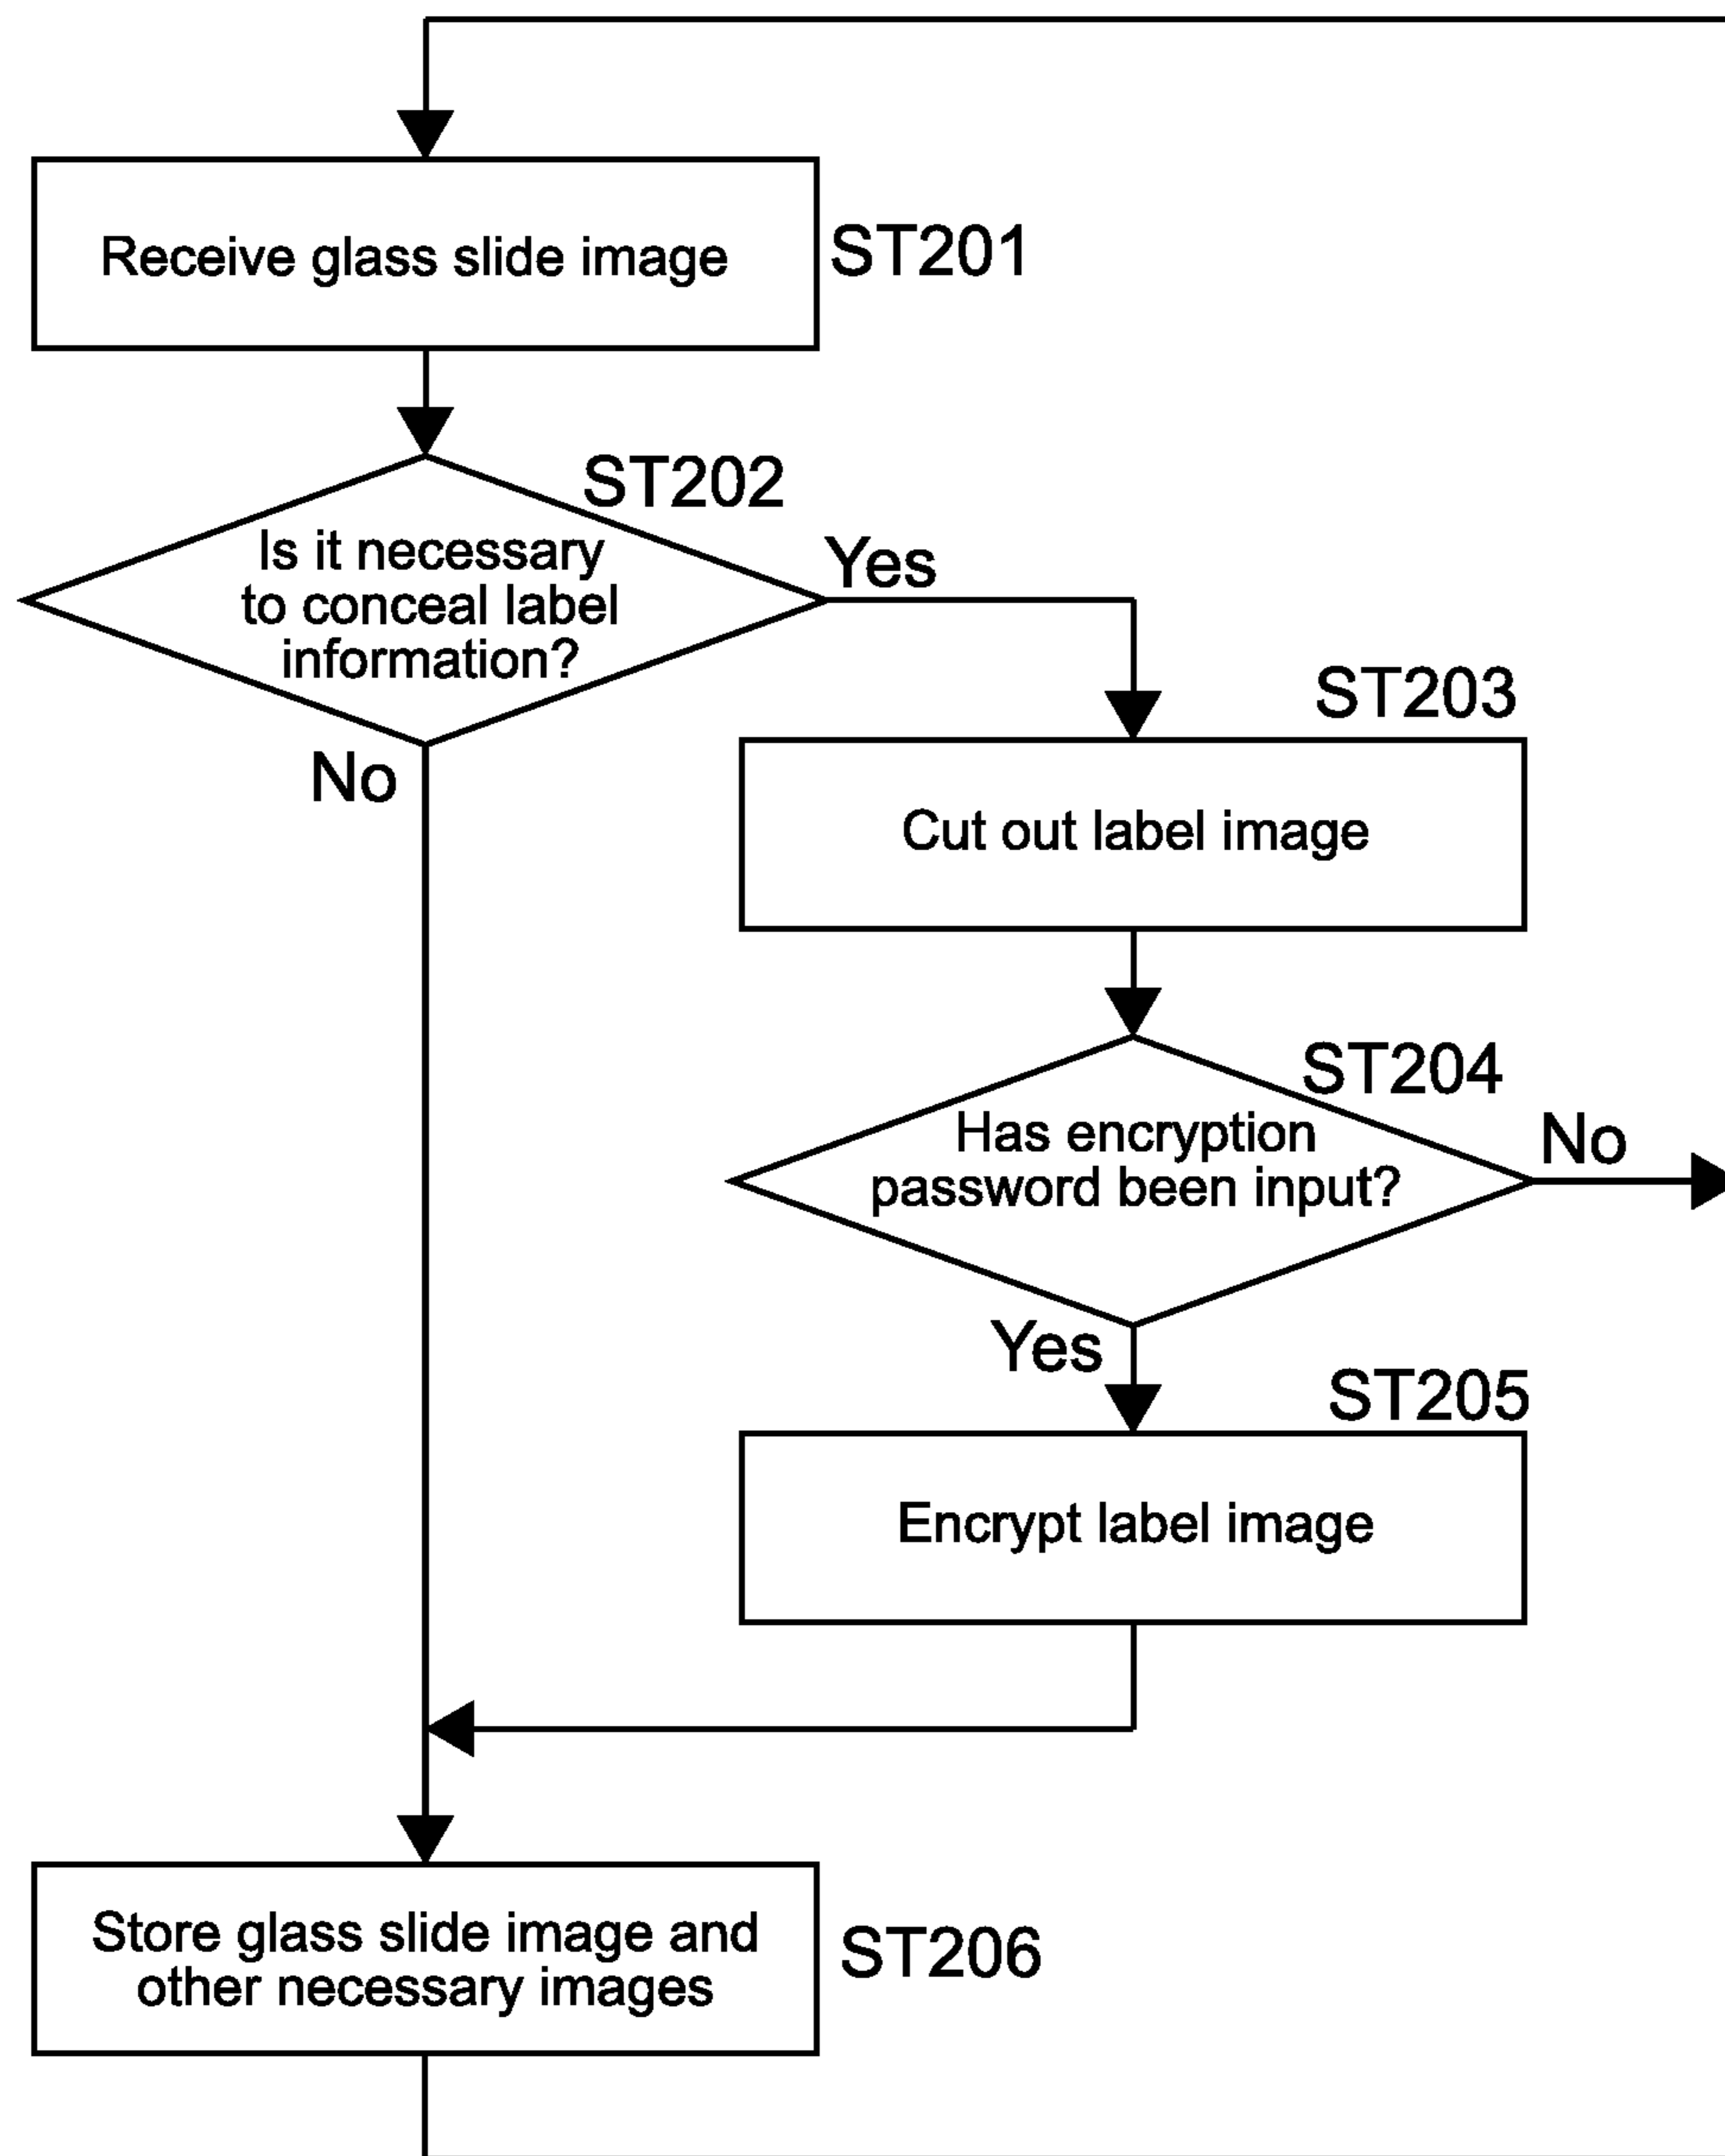 Receive glass slide image
ST201
ST202
Is it necessary
to conceal label
information?
Yes
No
ST203
Cut out label image
ST204
Has encryption
password been input?
No
Yes
ST205
Encrypt label image
Store glass slide image and
other necessary images
ST206